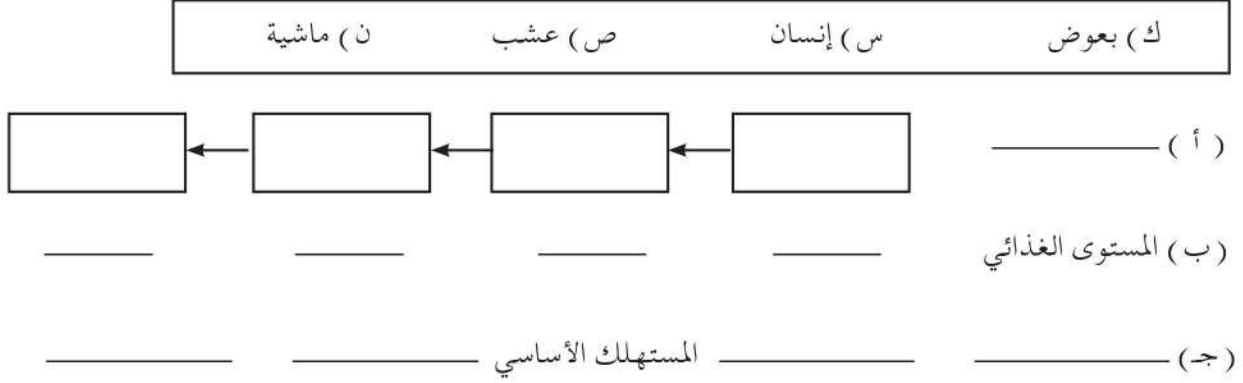 ك) بعوض س) إنسان ص) عشب ن) ماشية
( أ )
(ب) المستوى الغذائي
(جـ) المستهلك الأساسي